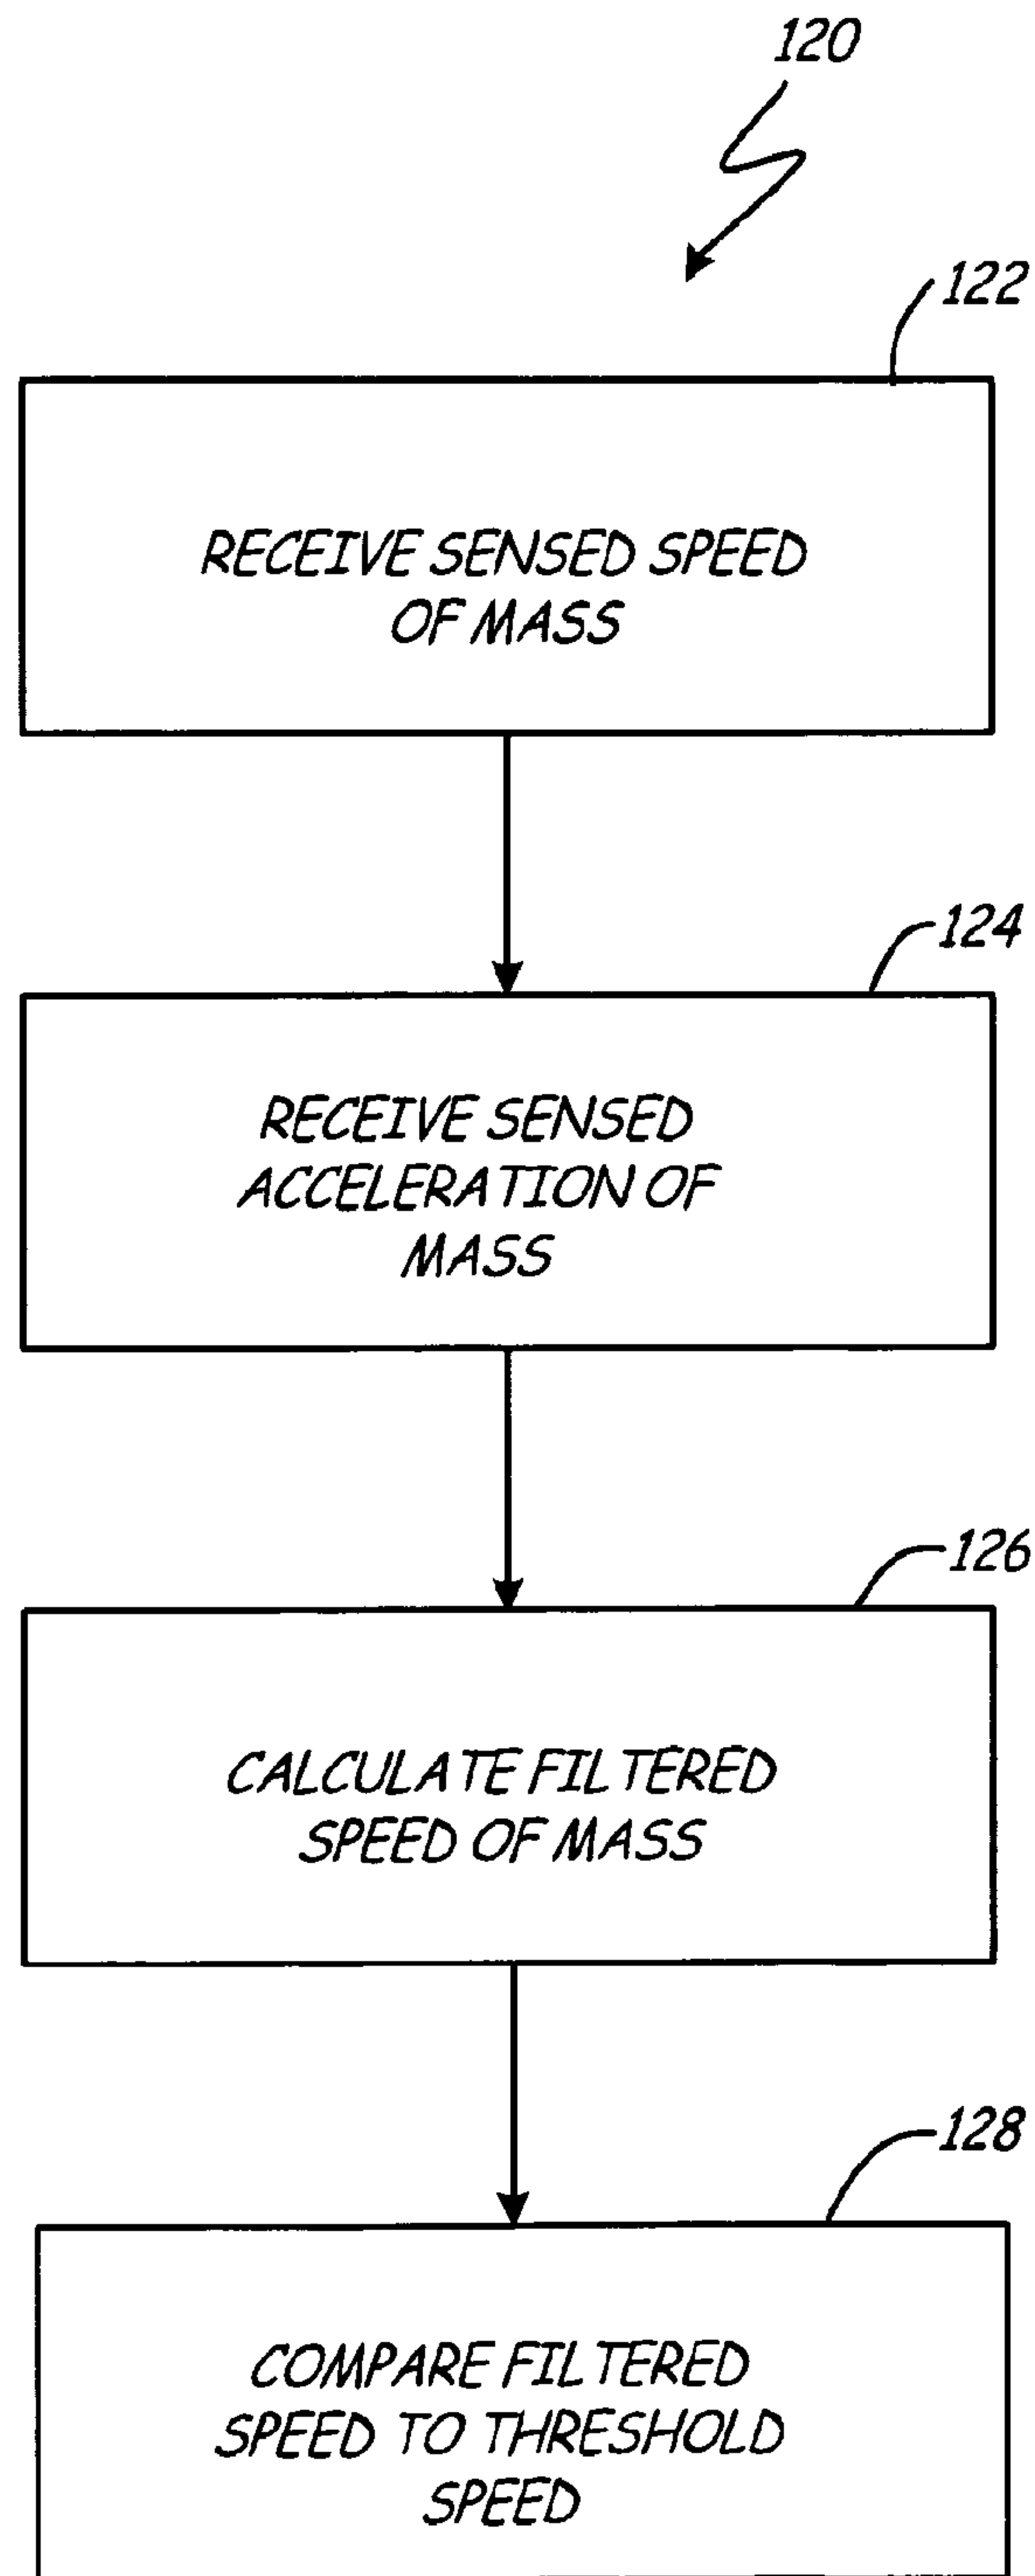 120
122
RECEIVE SENSED SPEED
OF MASS
124
RECEIVE SENSED
ACCELERATION OF
MASS
126
CALCULATE FILTERED
SPEED OF MASS
128
COMPARE FILTERED
SPEED TO THRESHOLD
SPEED